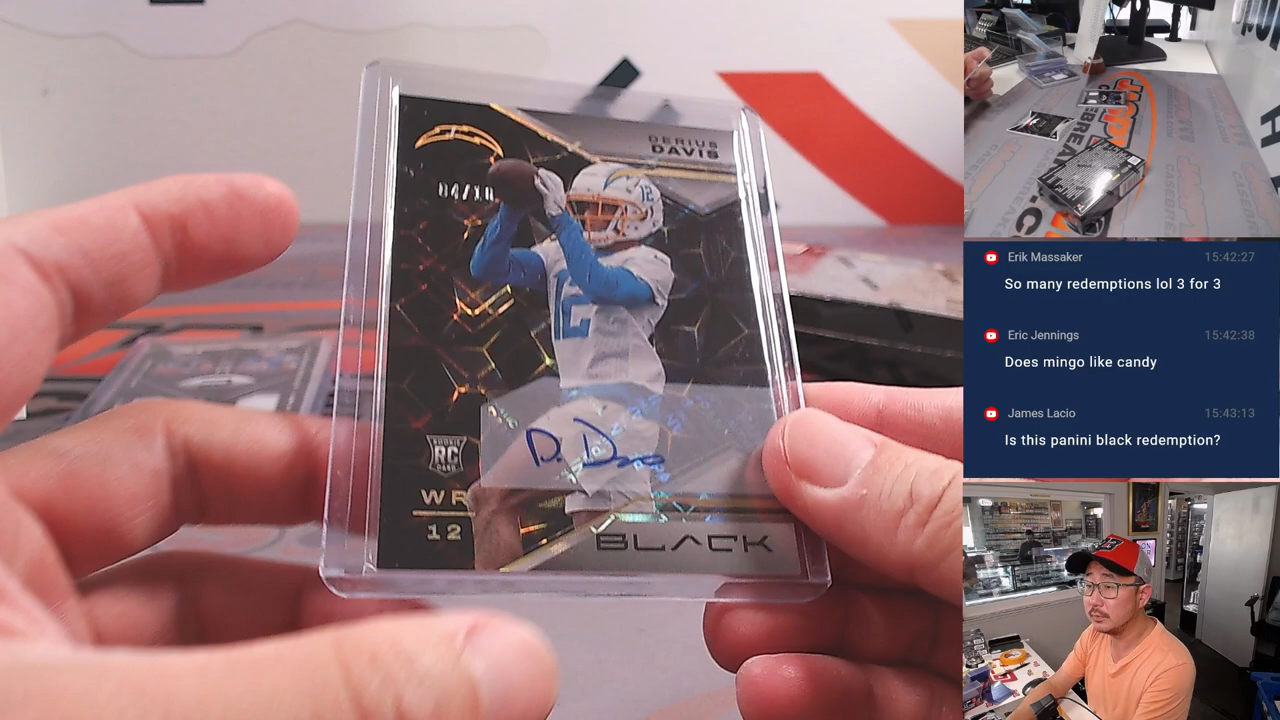 DERIUS
DAVIS
04/10
RC
WR
12
12
12
D. Davis
BLACK
Erik Massaker 15:42:27
So many redemptions lol 3 for 3
Eric Jennings 15:42:38
Does mingo like candy
James Lacio 15:43:13
Is this panini black redemption?